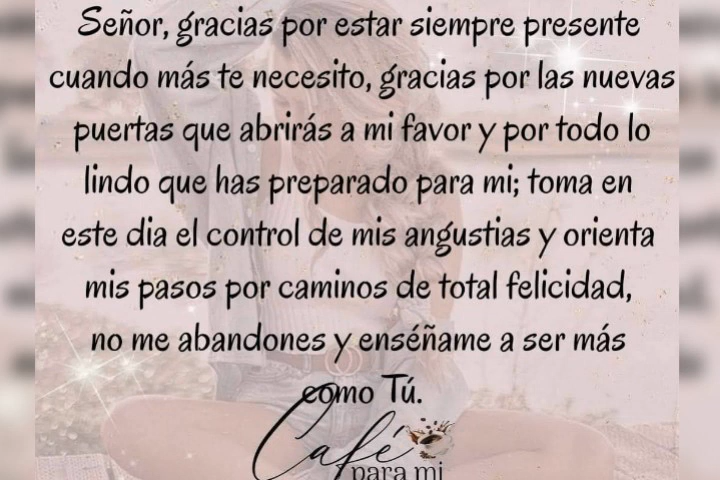 Señor, gracias por estar siempre presente
cuando más te necesito, gracias por las nuevas
puertas que abrirás a mi favor y por todo lo
lindo que has preparado para mi; toma en
este dia el control de mis angustias y orienta
mis pasos por caminos de total felicidad,
no me abandones y enséñame a ser más
como Tú.
Café
para mi